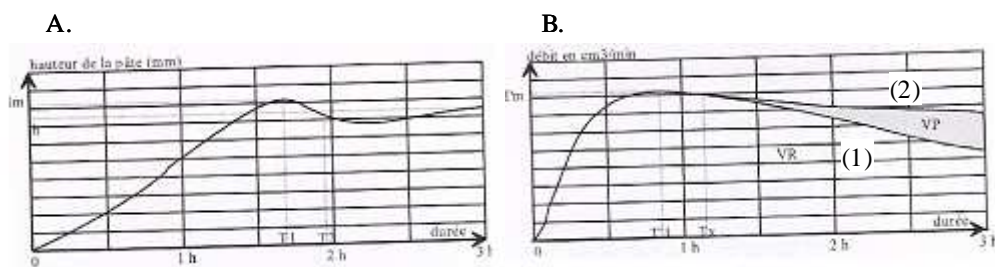 A.
hauteur de la pâte (mm)
h
T1
durée
0
1 h
2 h
3 h
B.
débit en cm3/min
(2)
VP
VR
(1)
T'1
Tx
durée
0
1 h
2 h
3 h